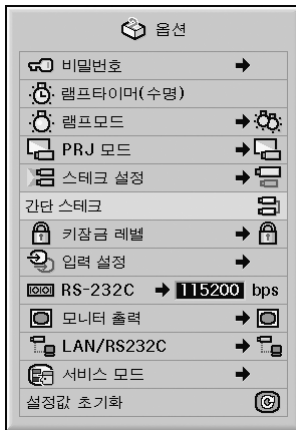 옵션
비밀번호
램프타이머(수명)
램프모드
PRJ 모드
스테크 설정
간단 스테크
키잠금 레벨
입력 설정
RS-232C 115200 bps
모니터 출력
LAN/RS232C
서비스 모드
설정값 초기화